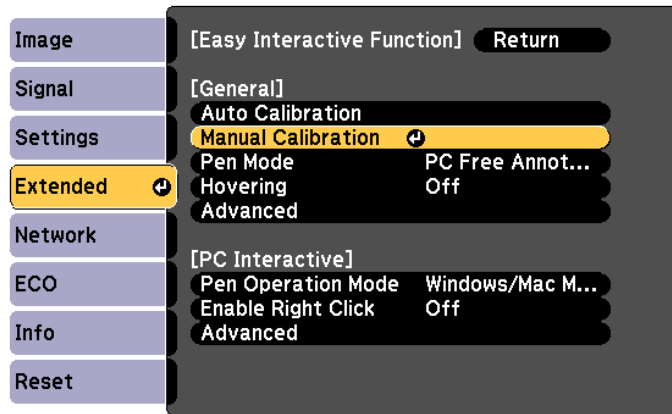 Image
Signal
Settings
Extended
Network
ECO
Info
Reset
[Easy Interactive Function] Return
[General]
Auto Calibration
Manual Calibration
Pen Mode PC Free Annot...
Hovering Off
Advanced
[PC Interactive]
Pen Operation Mode Windows/Mac M...
Enable Right Click Off
Advanced